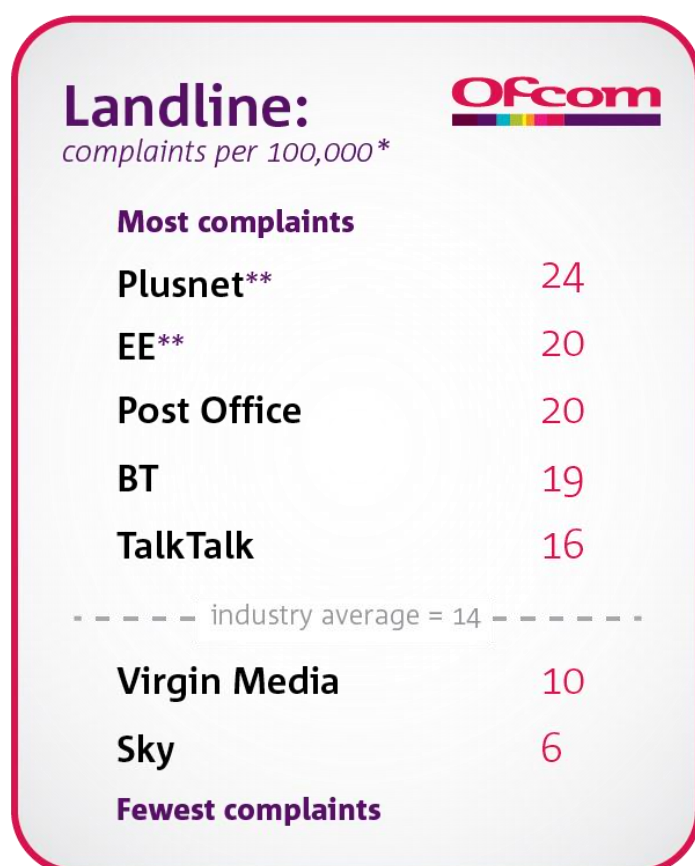 Landline:
Ofcom
complaints per 100,000*
Most complaints
Plusnet** 24
EE** 20
Post Office 20
BT 19
TalkTalk 16
industry average = 14
Virgin Media 10
Sky 6
Fewest complaints